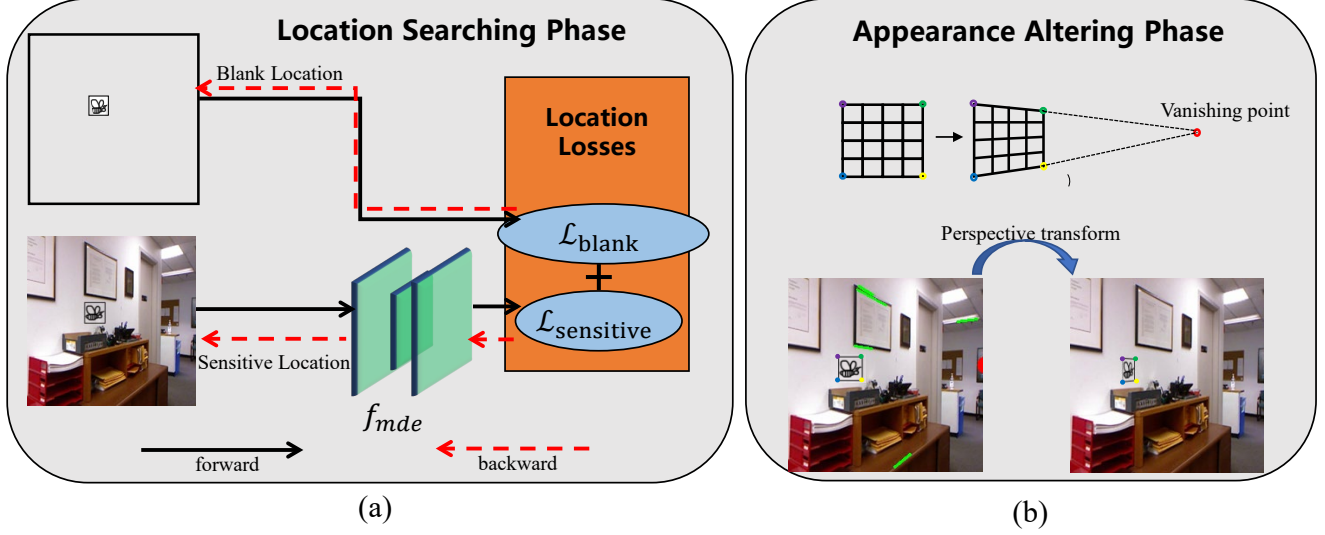 Location Searching Phase
Blank Location
Location
Losses
ℒblank
+
ℒsensitive
Sensitive Location
fmde
forward
backward
(a)
Appearance Altering Phase
Vanishing point
)
Perspective transform
(b)